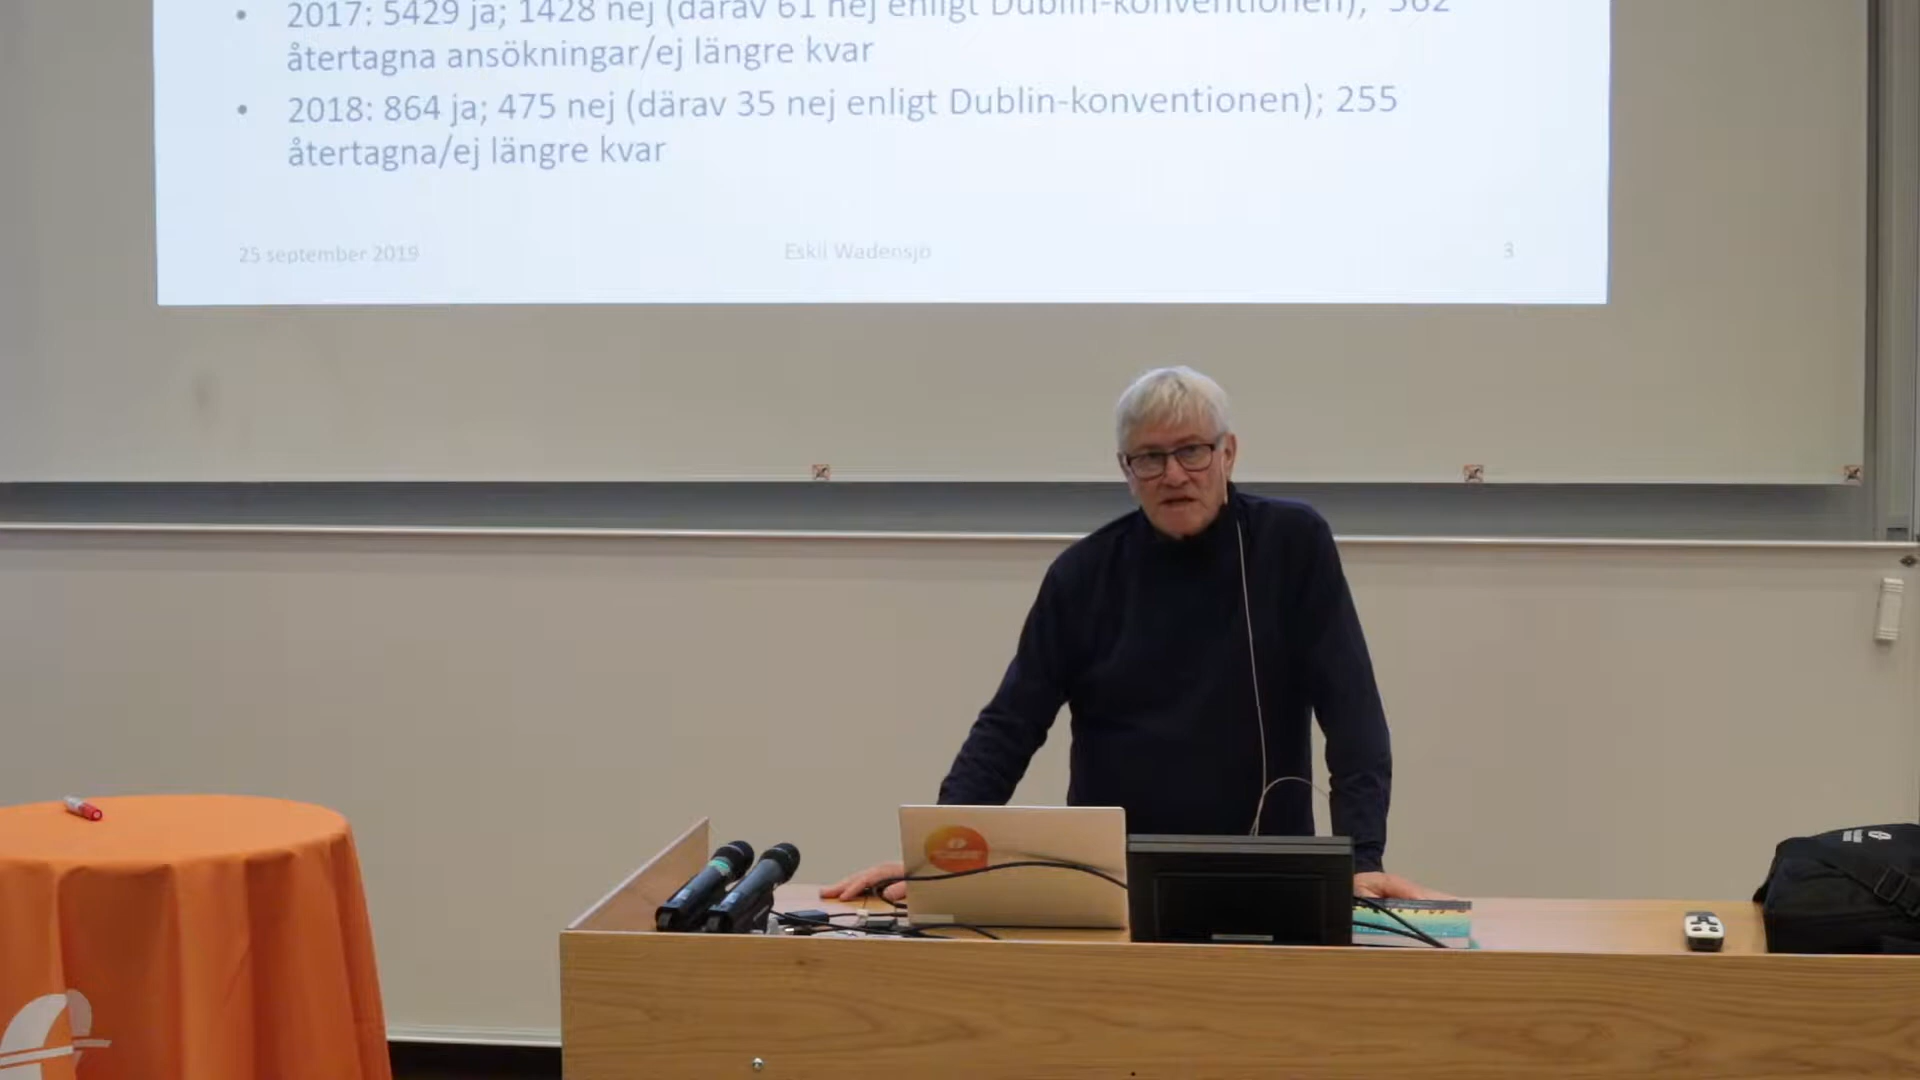 • 2017: 5429 ja; 1428 nej (därav 61 nej enligt Dublin-konventionen); 562
återtagna ansökningar/ej längre kvar
• 2018: 864 ja; 475 nej (därav 35 nej enligt Dublin-konventionen); 255
återtagna/ej längre kvar
25 september 2019 Eskil Wadensjö 3